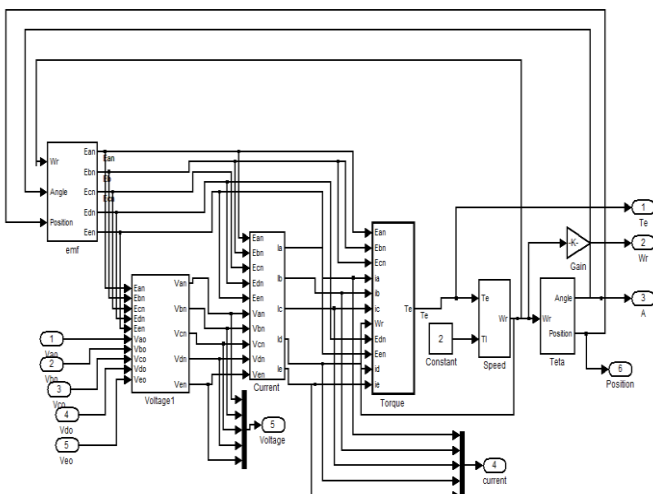 Wr
Angle
Position
Ean
Ebn
Ecn
Edn
Een
emf
Ean
Eb
Ecn
Ean
Ebn
Ecn
Edn
Een
Vao
Vbo
Vco
Vdo
Veo
Van
Vbn
Vcn
Vdn
Ven
Voltage1
1
Vao
2
Vbo
3
Vco
4
Vdo
5
Veo
Ean
Ebn
Ecn
Edn
Een
Van
Vbn
Vcn
Vdn
Ven
Ia
Ib
Ic
Id
Ie
Current
5
Voltage
Ean
Ebn
Ecn
ia
ib
ic
Wr
Edn
Een
id
ie
Te
Torque
Te
2
Constant
Te
Tl
Wr
Speed
-K-
Gain
Wr
Angle
Position
Teta
1
Te
2
Wr
3
A
6
Position
4
current